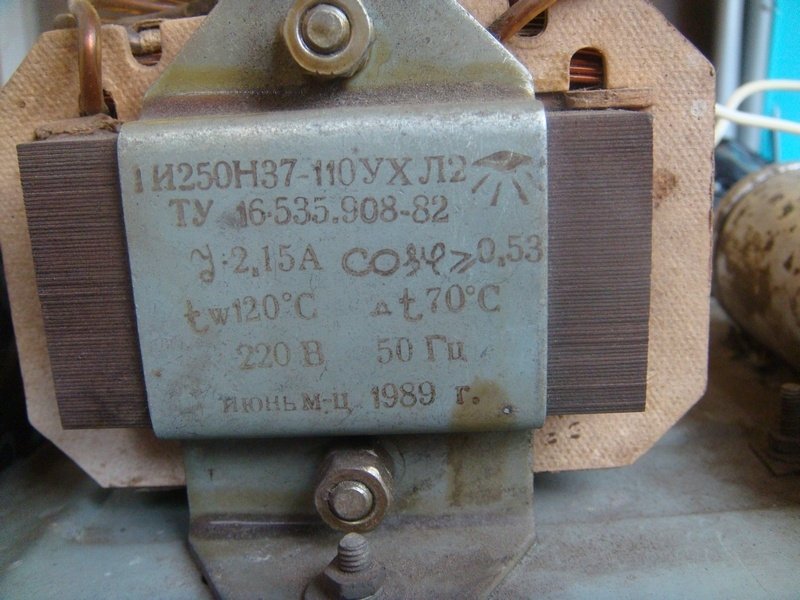 1И250Н37-110УХЛ2
ТУ 16·535.908-82
У·2,15А cosφ⩾0,53
tw120°C Δt70°C
220 В 50 Гц
июнь м-ц 1989 г.